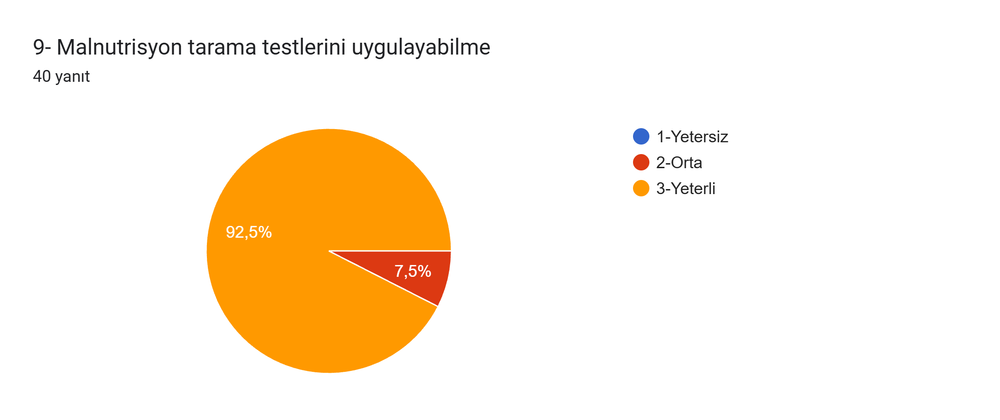 9- Malnutrisyon tarama testlerini uygulayabilme
40 yanıt
1-Yetersiz
2-Orta
3-Yeterli
92,5%
7,5%